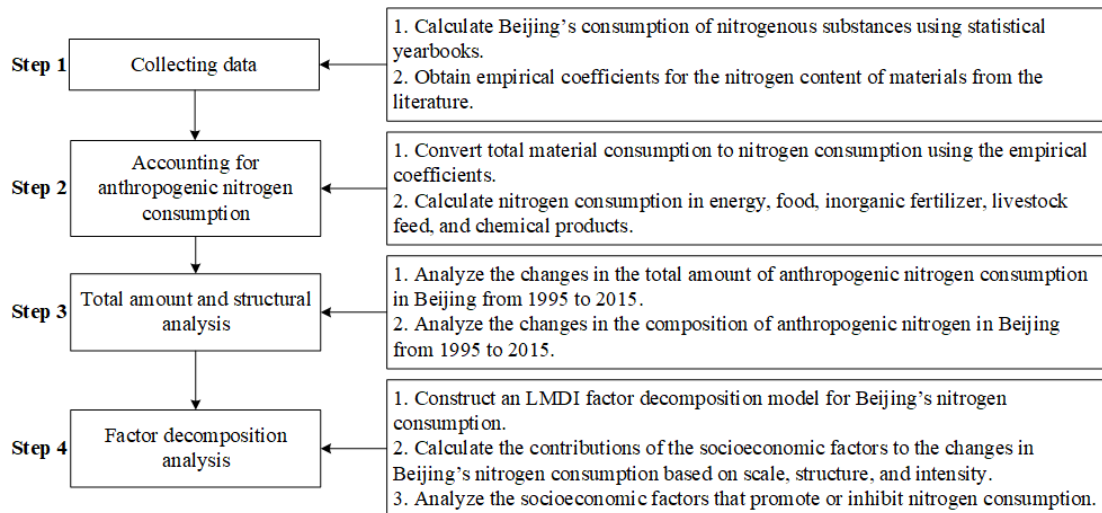 Step 1
Collecting data
1. Calculate Beijing's consumption of nitrogenous substances using statistical
yearbooks.
2. Obtain empirical coefficients for the nitrogen content of materials from the
literature.
Step 2
Accounting for
anthropogenic nitrogen
consumption
1. Convert total material consumption to nitrogen consumption using the empirical
coefficients.
2. Calculate nitrogen consumption in energy, food, inorganic fertilizer, livestock
feed, and chemical products.
Step 3
Total amount and structural
analysis
1. Analyze the changes in the total amount of anthropogenic nitrogen consumption
in Beijing from 1995 to 2015.
2. Analyze the changes in the composition of anthropogenic nitrogen in Beijing
from 1995 to 2015.
Step 4
Factor decomposition
analysis
1. Construct an LMDI factor decomposition model for Beijing's nitrogen
consumption.
2. Calculate the contributions of the socioeconomic factors to the changes in
Beijing's nitrogen consumption based on scale, structure, and intensity.
3. Analyze the socioeconomic factors that promote or inhibit nitrogen consumption.